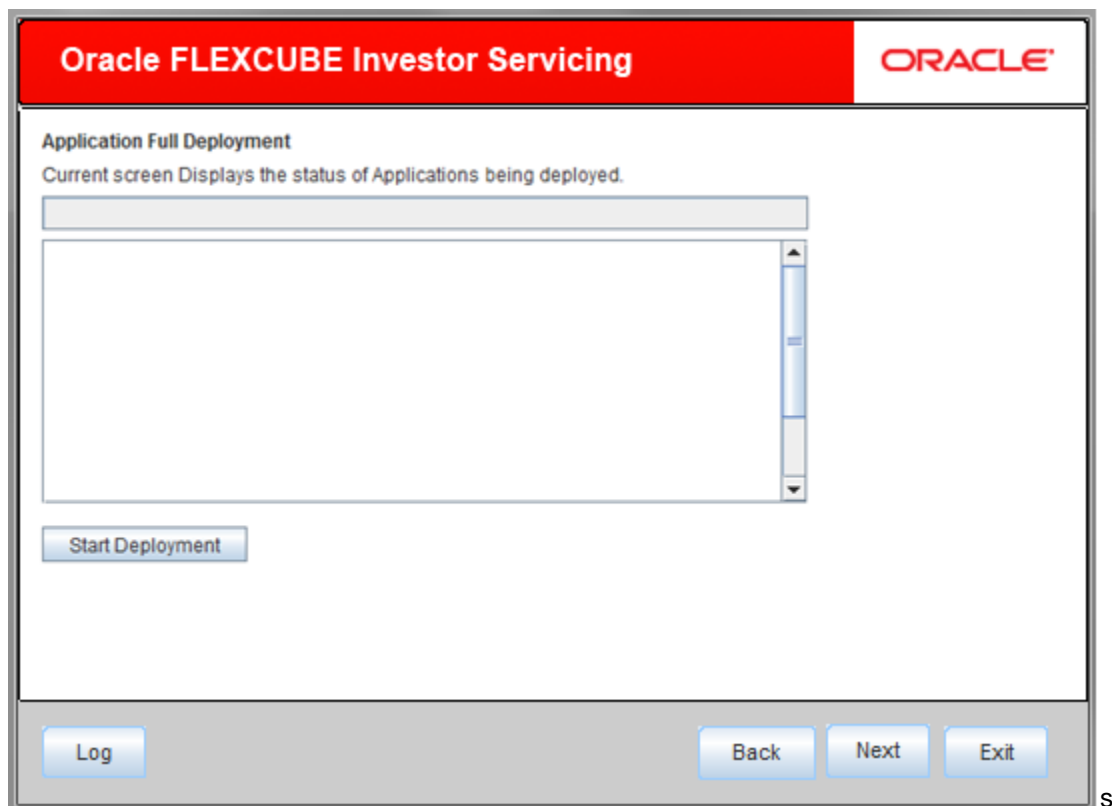 Oracle FLEXCUBE Investor Servicing
ORACLE
Application Full Deployment
Current screen Displays the status of Applications being deployed.
Start Deployment
Log
Back
Next
Exit
s